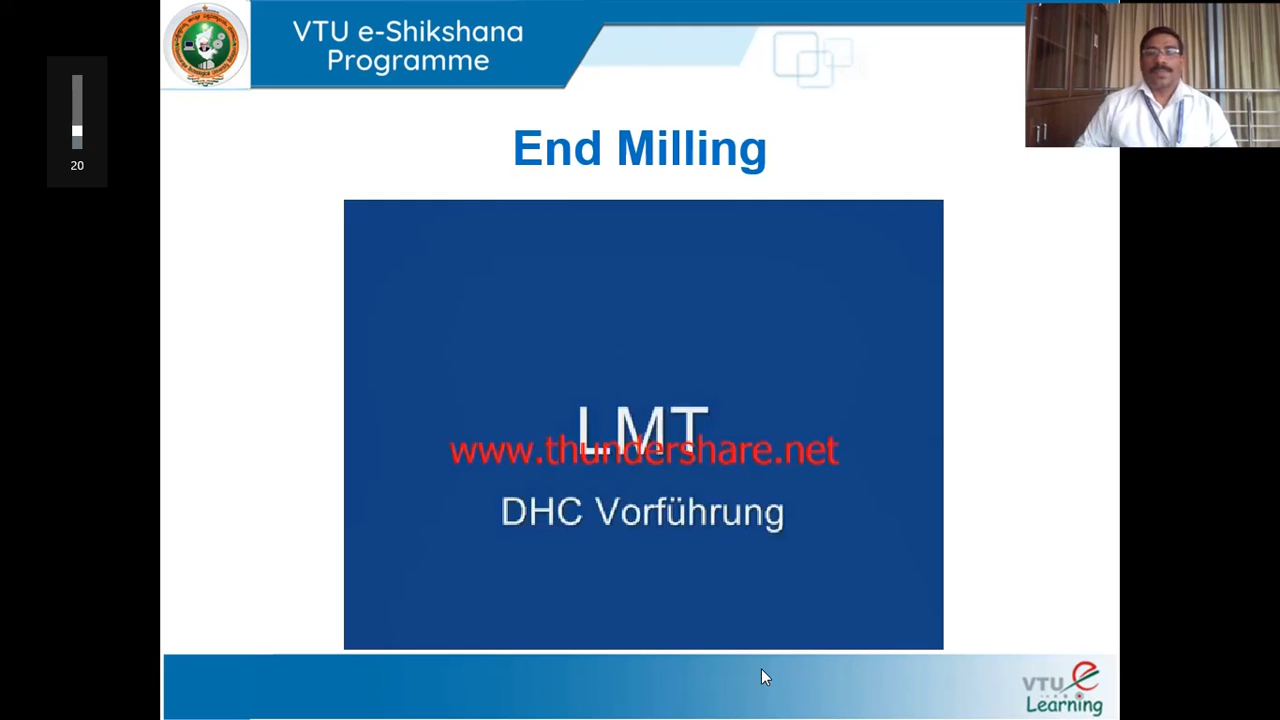 VTU e-Shikshana
Programme
20
End Milling
LMT
www.thundershare.net
DHC Vorführung
VTU e
Learning